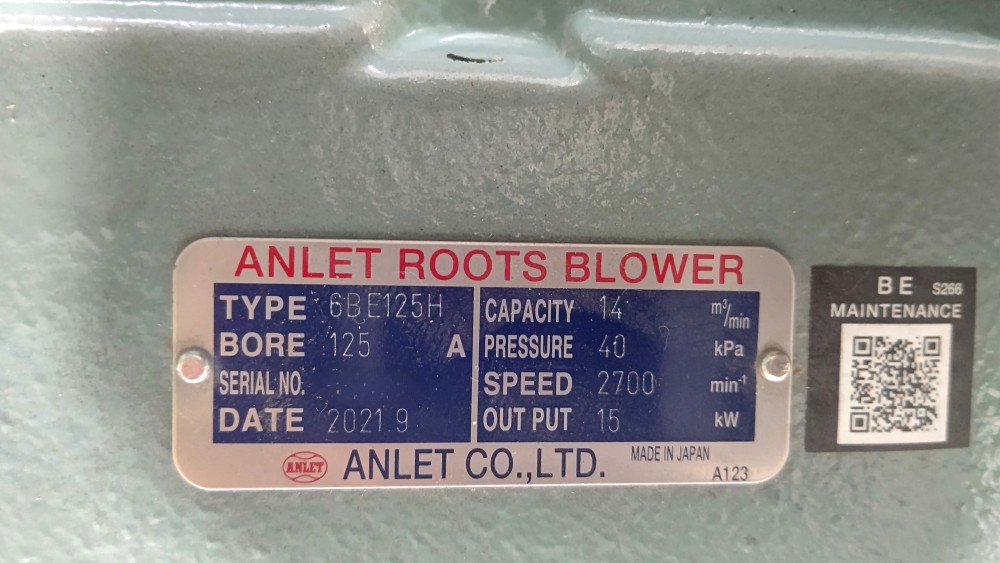 ANLET ROOTS BLOWER
TYPE 6BE125H
BORE 125 A
SERIAL NO.
DATE 2021.9
CAPACITY 14 m³/min
PRESSURE 40 kPa
SPEED 2700 min⁻¹
OUT PUT 15 kW
ANLET ANLET CO.,LTD. MADE IN JAPAN
A123
BE S266
MAINTENANCE